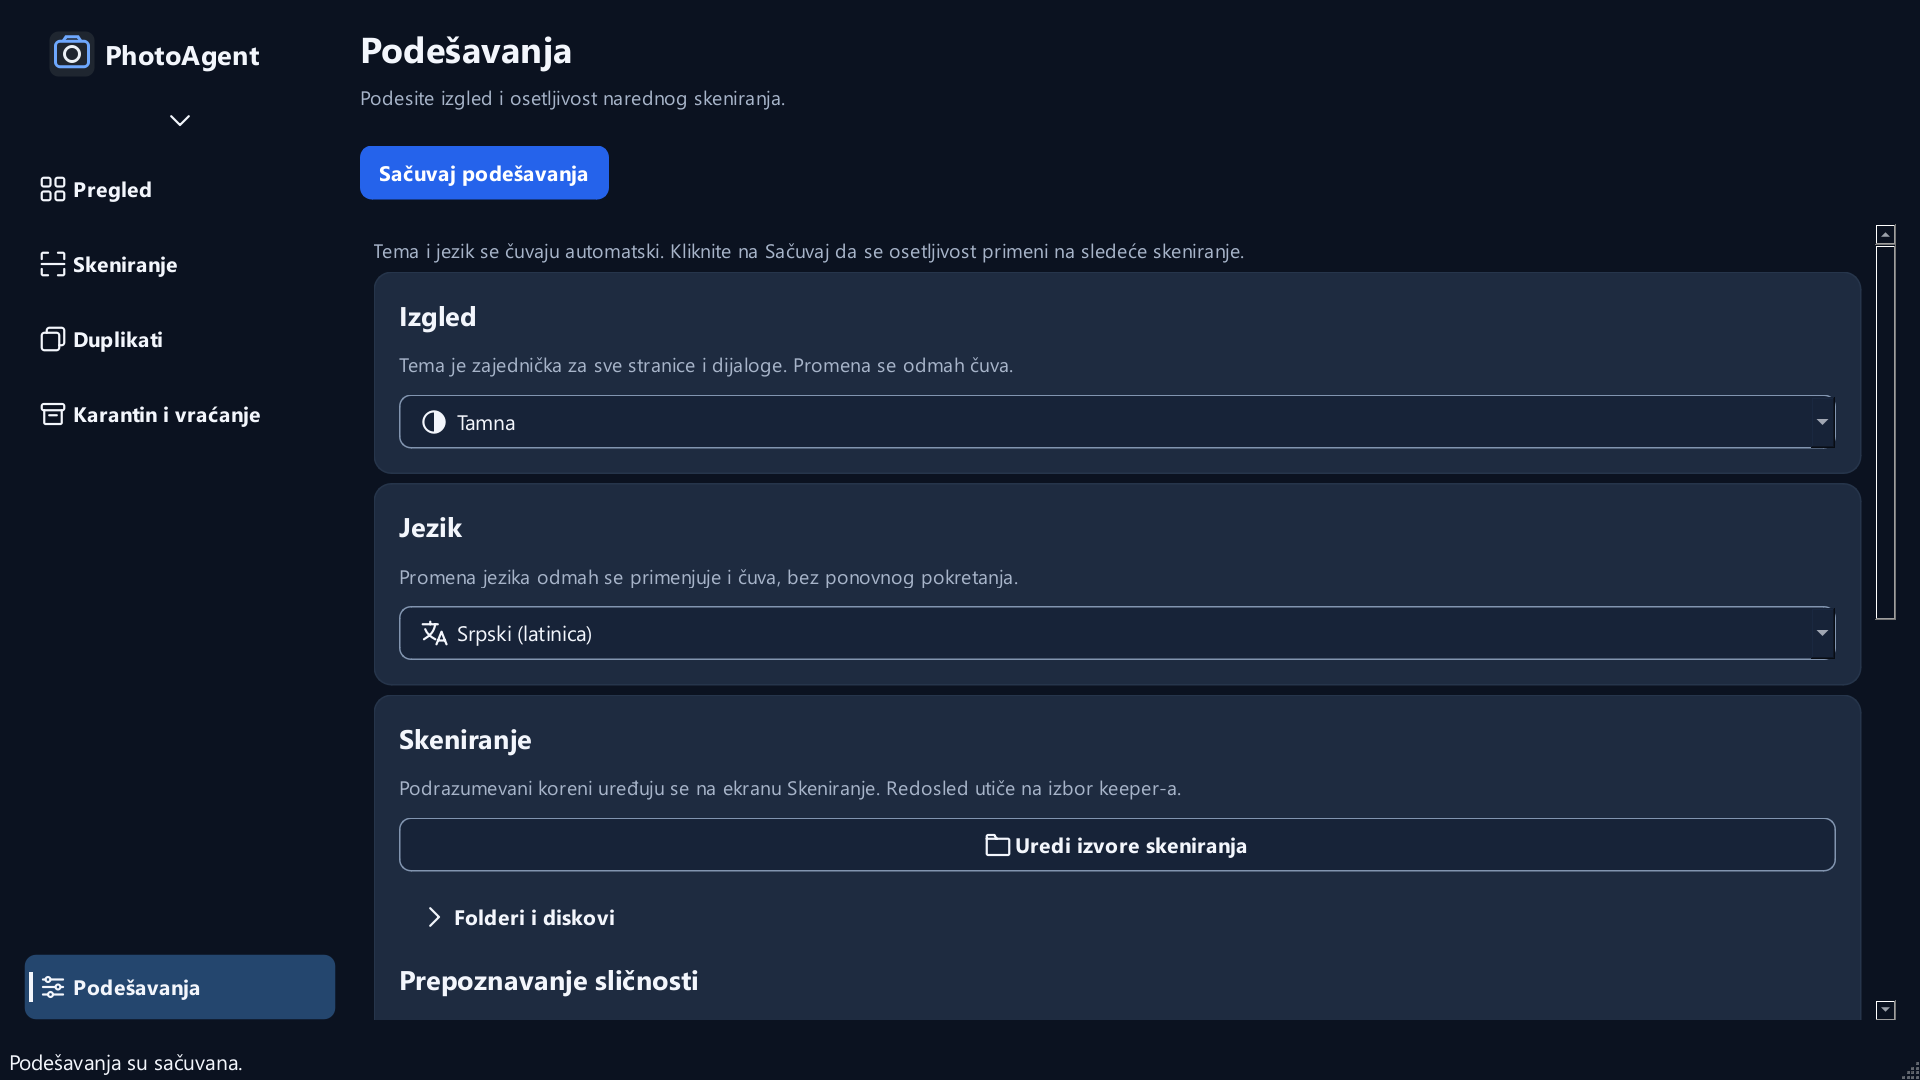 PhotoAgent
Pregled
Skeniranje
Duplikati
Karantin i vraćanje
Podešavanja
Podešavanja
Podesite izgled i osetljivost narednog skeniranja.
Sačuvaj podešavanja
Tema i jezik se čuvaju automatski. Kliknite na Sačuvaj da se osetljivost primeni na sledeće skeniranje.
Izgled
Tema je zajednička za sve stranice i dijaloge. Promena se odmah čuva.
Tamna
Jezik
Promena jezika odmah se primenjuje i čuva, bez ponovnog pokretanja.
Srpski (latinica)
Skeniranje
Podrazumevani koreni uređuju se na ekranu Skeniranje. Redosled utiče na izbor keeper-a.
Uredi izvore skeniranja
Folderi i diskovi
Prepoznavanje sličnosti
Podešavanja su sačuvana.